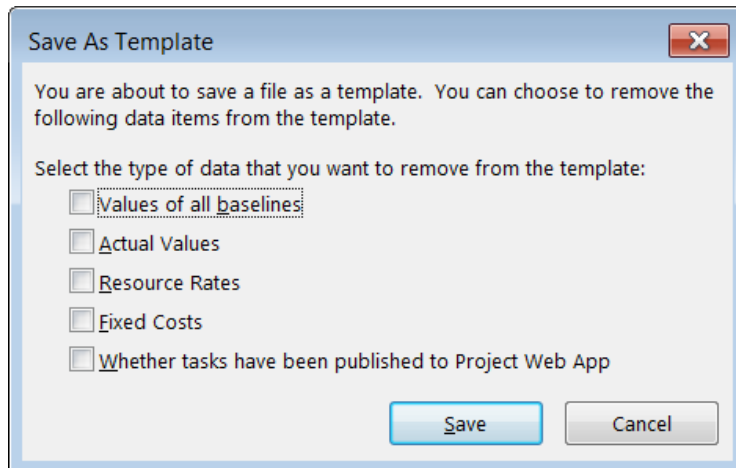 Save As Template
You are about to save a file as a template. You can choose to remove the
following data items from the template.
Select the type of data that you want to remove from the template:
Values of all baselines
Actual Values
Resource Rates
Fixed Costs
Whether tasks have been published to Project Web App
Save Cancel